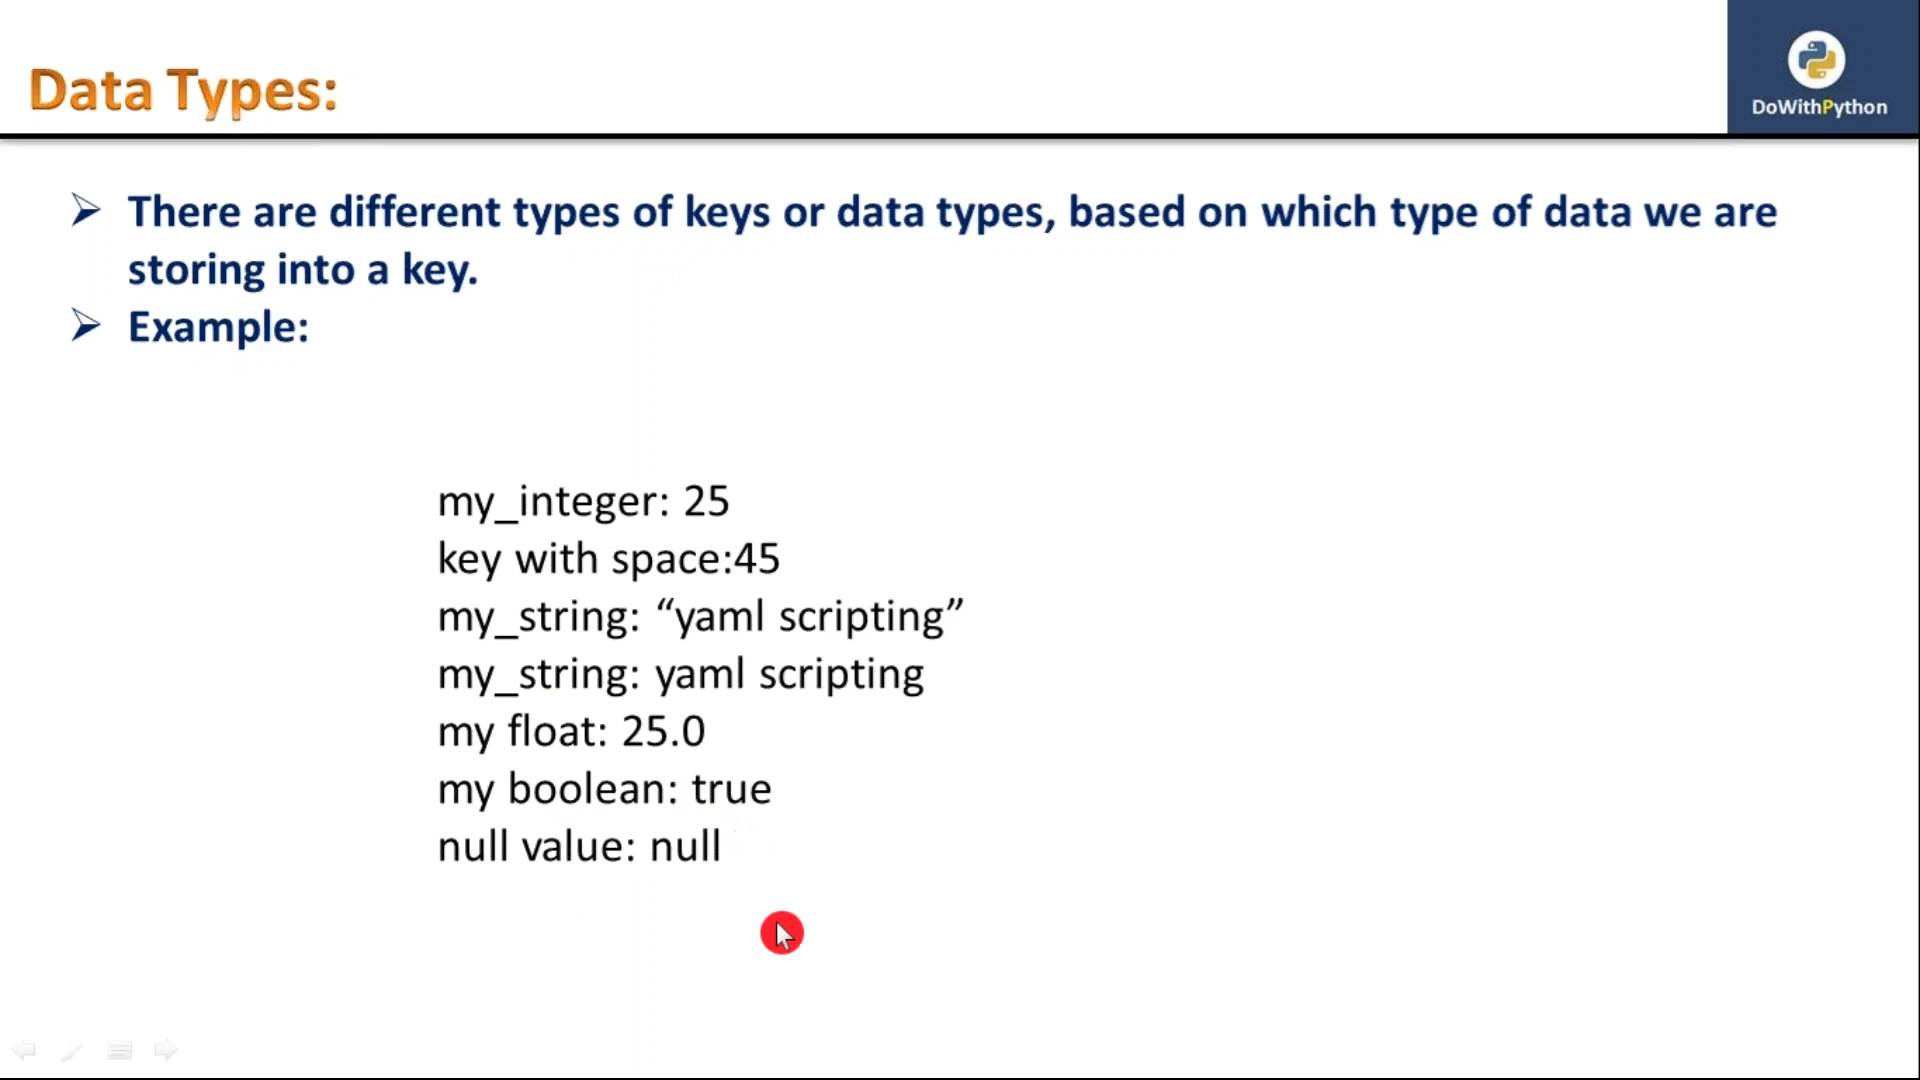 Data Types:
DoWithPython
There are different types of keys or data types, based on which type of data we are
storing into a key.
Example:
my_integer: 25
key with space:45
my_string: “yaml scripting”
my_string: yaml scripting
my float: 25.0
my boolean: true
null value: null